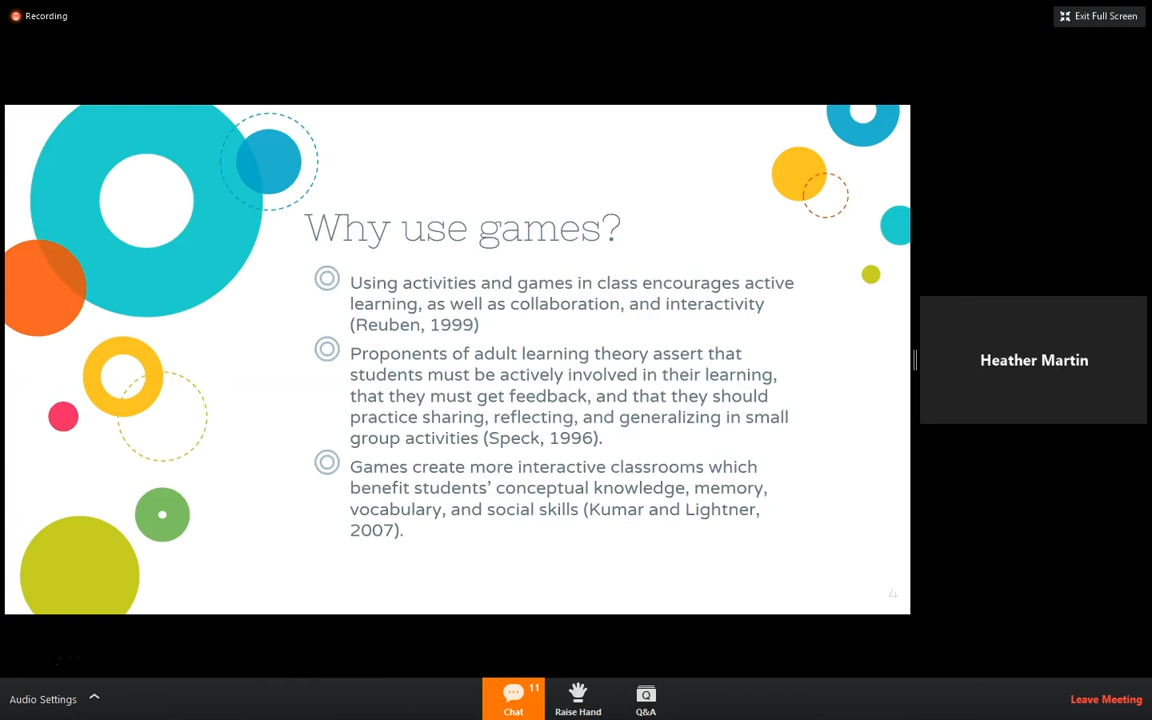 Recording
Exit Full Screen
Why use games?
Using activities and games in class encourages active
learning, as well as collaboration, and interactivity
(Reuben, 1999)
Proponents of adult learning theory assert that
students must be actively involved in their learning,
that they must get feedback, and that they should
practice sharing, reflecting, and generalizing in small
group activities (Speck, 1996).
Games create more interactive classrooms which
benefit students’ conceptual knowledge, memory,
vocabulary, and social skills (Kumar and Lightner,
2007).
4
Heather Martin
Audio Settings
Chat
11
Raise Hand
Q
Q&A
Leave Meeting